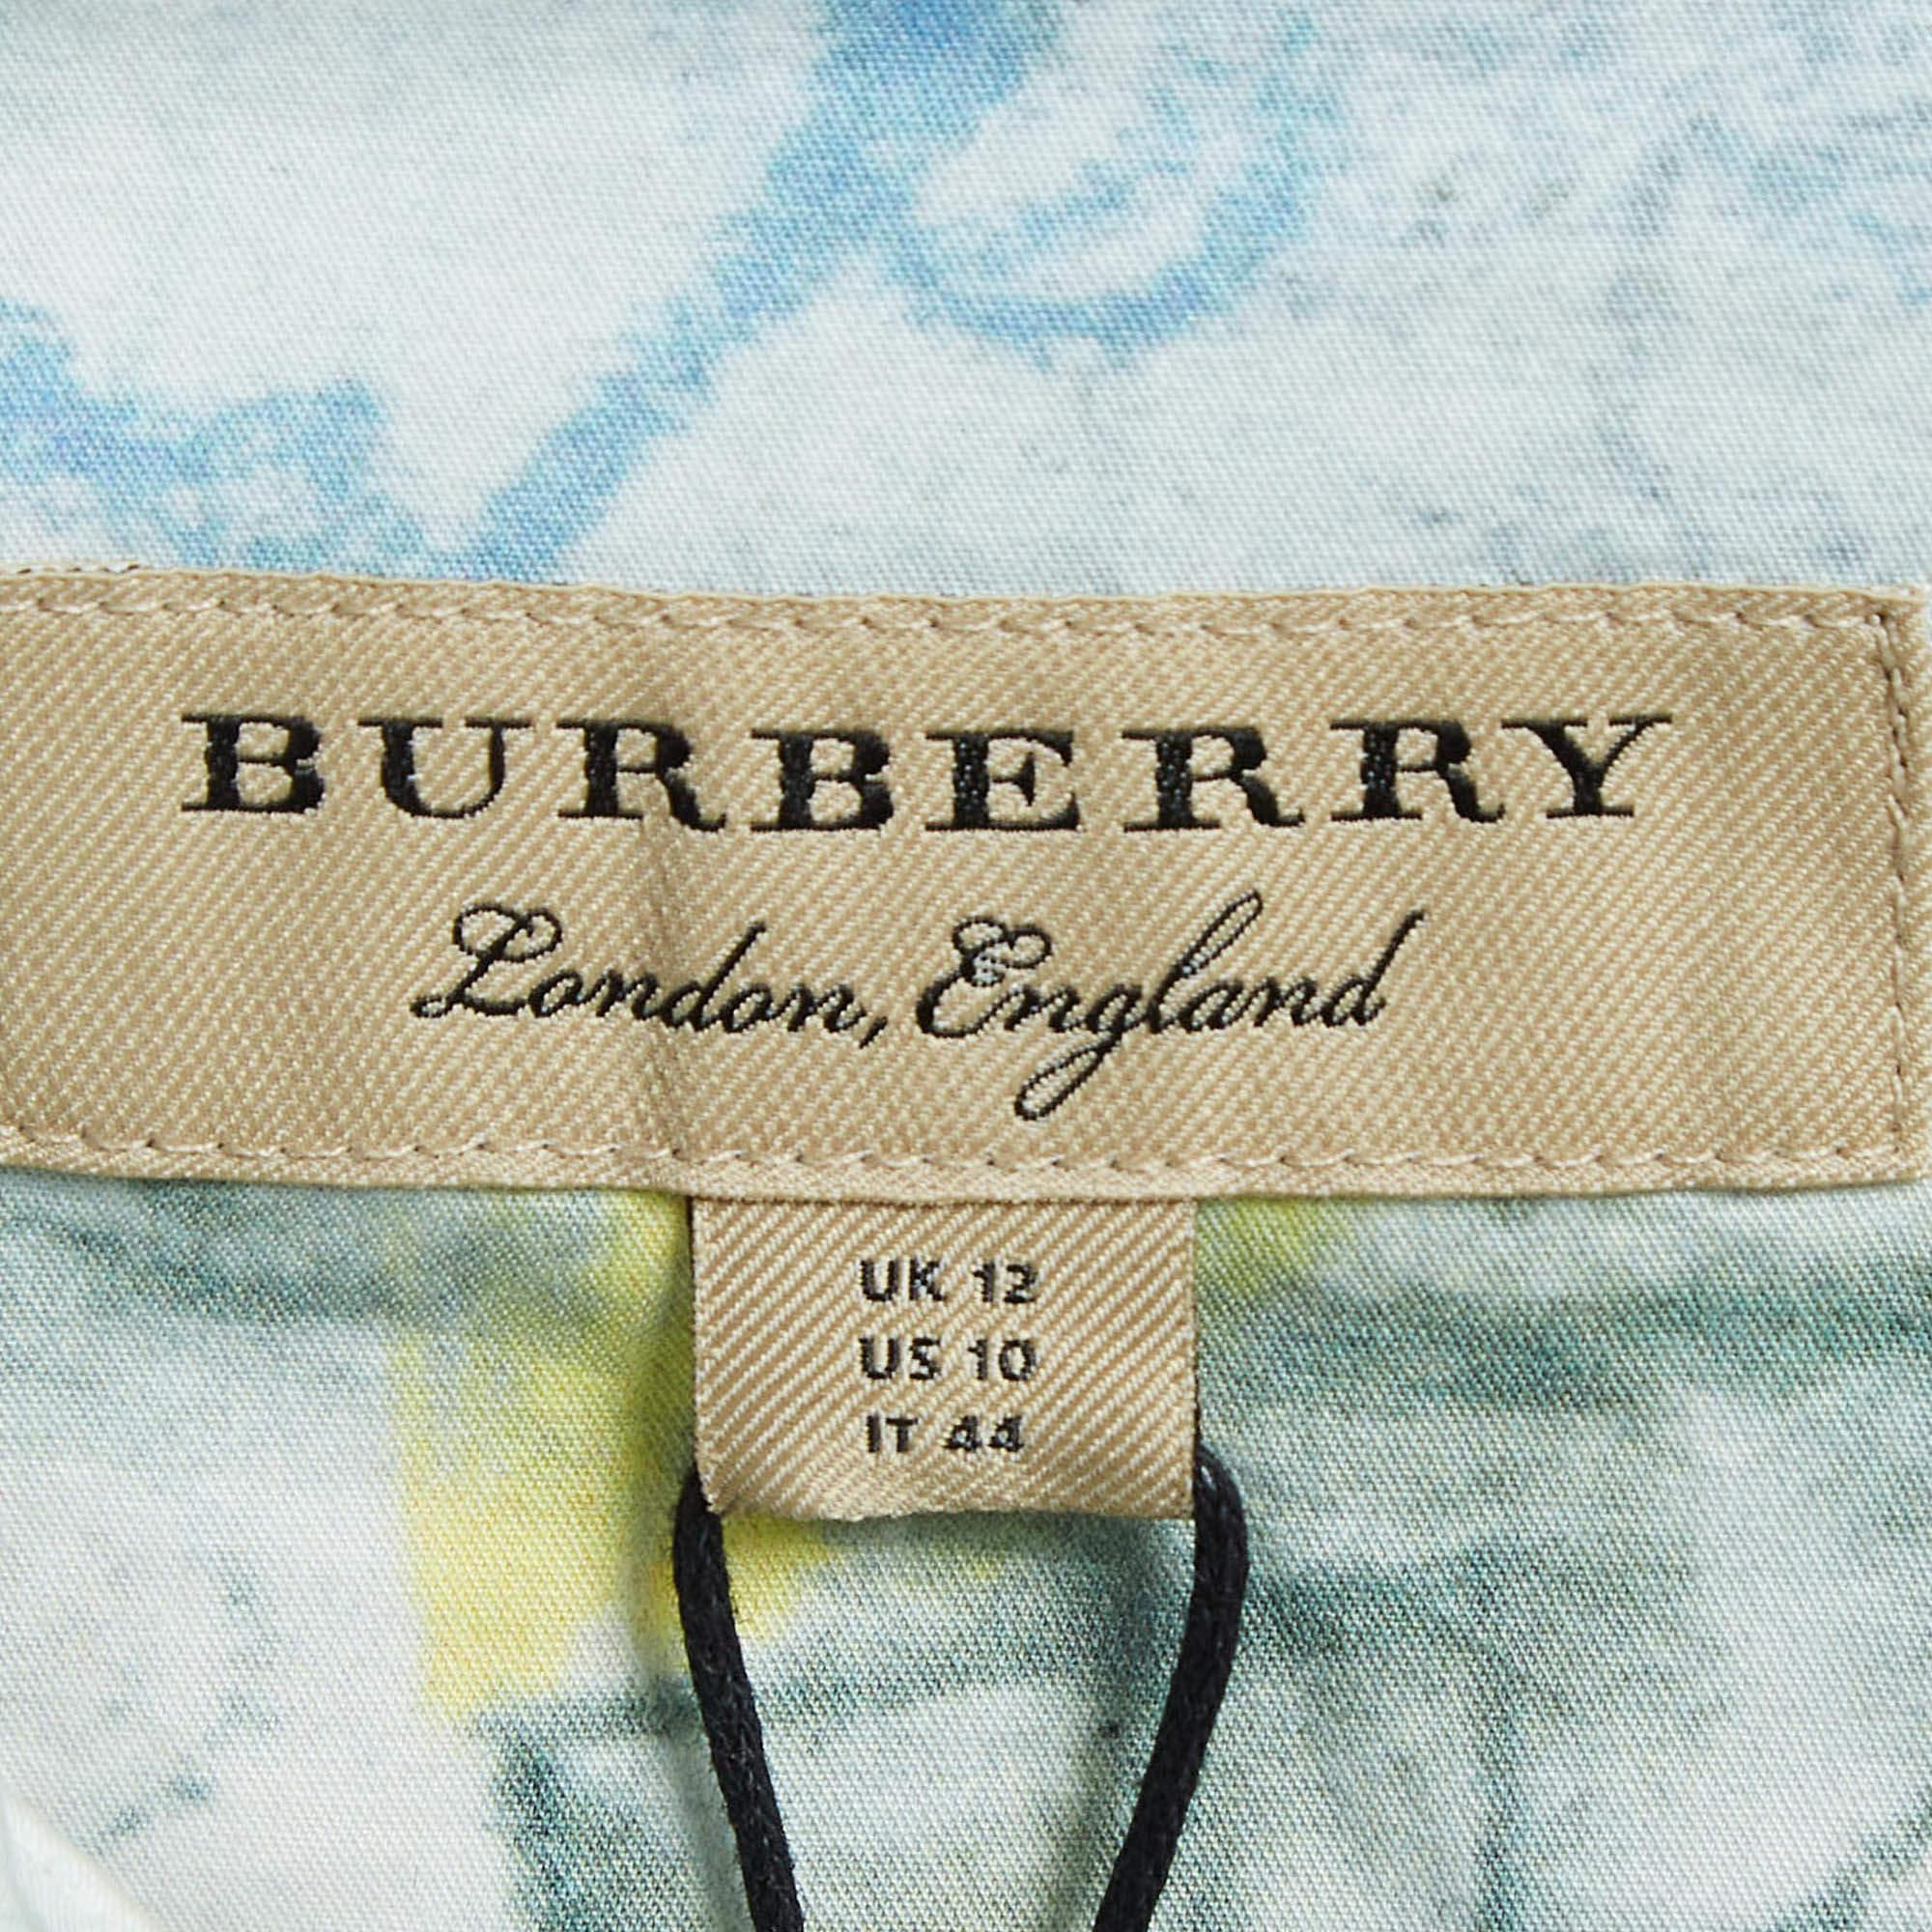 BURBERRY
London, England
UK 12
US 10
IT 44